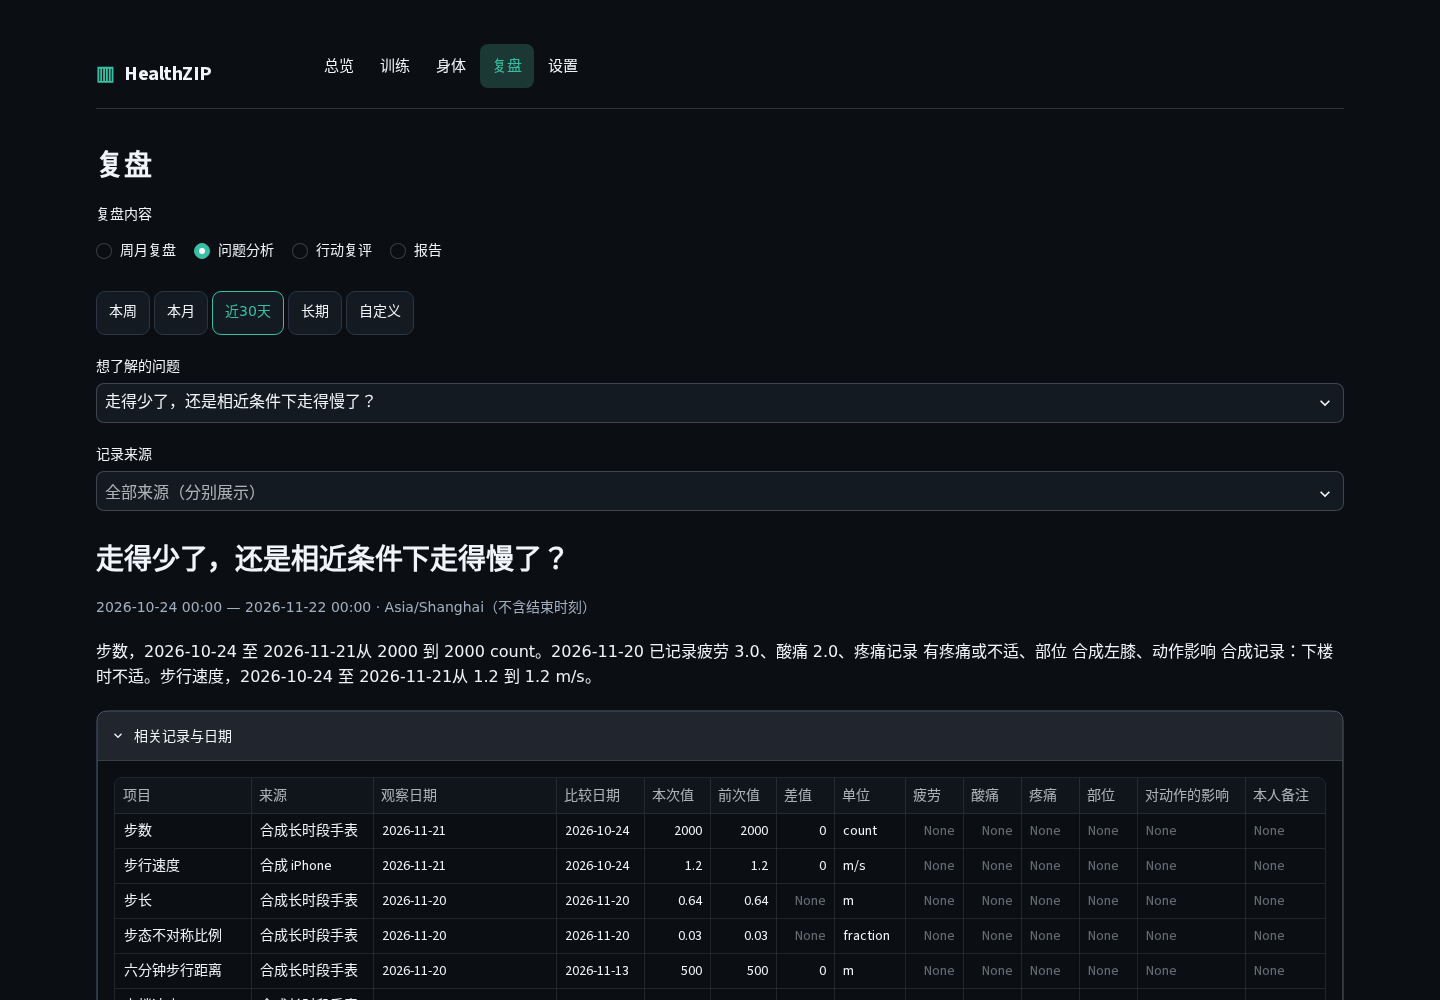 HealthZIP
总览 训练 身体 复盘 设置
复盘
复盘内容
周月复盘 问题分析 行动复评 报告
本周 本月 近30天 长期 自定义
想了解的问题
走得少了，还是相近条件下走得慢了？
记录来源
全部来源（分别展示）
走得少了，还是相近条件下走得慢了？
2026-10-24 00:00 — 2026-11-22 00:00 · Asia/Shanghai（不含结束时刻）
步数，2026-10-24 至 2026-11-21从 2000 到 2000 count。2026-11-20 已记录疲劳 3.0、酸痛 2.0、疼痛记录 有疼痛或不适、部位 合成左膝、动作影响 合成记录：下楼
时不适。步行速度，2026-10-24 至 2026-11-21从 1.2 到 1.2 m/s。
相关记录与日期
项目 来源 观察日期 比较日期 本次值 前次值 差值 单位 疲劳 酸痛 疼痛 部位 对动作的影响 本人备注
步数 合成长时段手表 2026-11-21 2026-10-24 2000 2000 0 count None None None None None None
步行速度 合成 iPhone 2026-11-21 2026-10-24 1.2 1.2 0 m/s None None None None None None
步长 合成长时段手表 2026-11-20 2026-11-20 0.64 0.64 None m None None None None None None
步态不对称比例 合成长时段手表 2026-11-20 2026-11-20 0.03 0.03 None fraction None None None None None None
六分钟步行距离 合成长时段手表 2026-11-20 2026-11-13 500 500 0 m None None None None None None